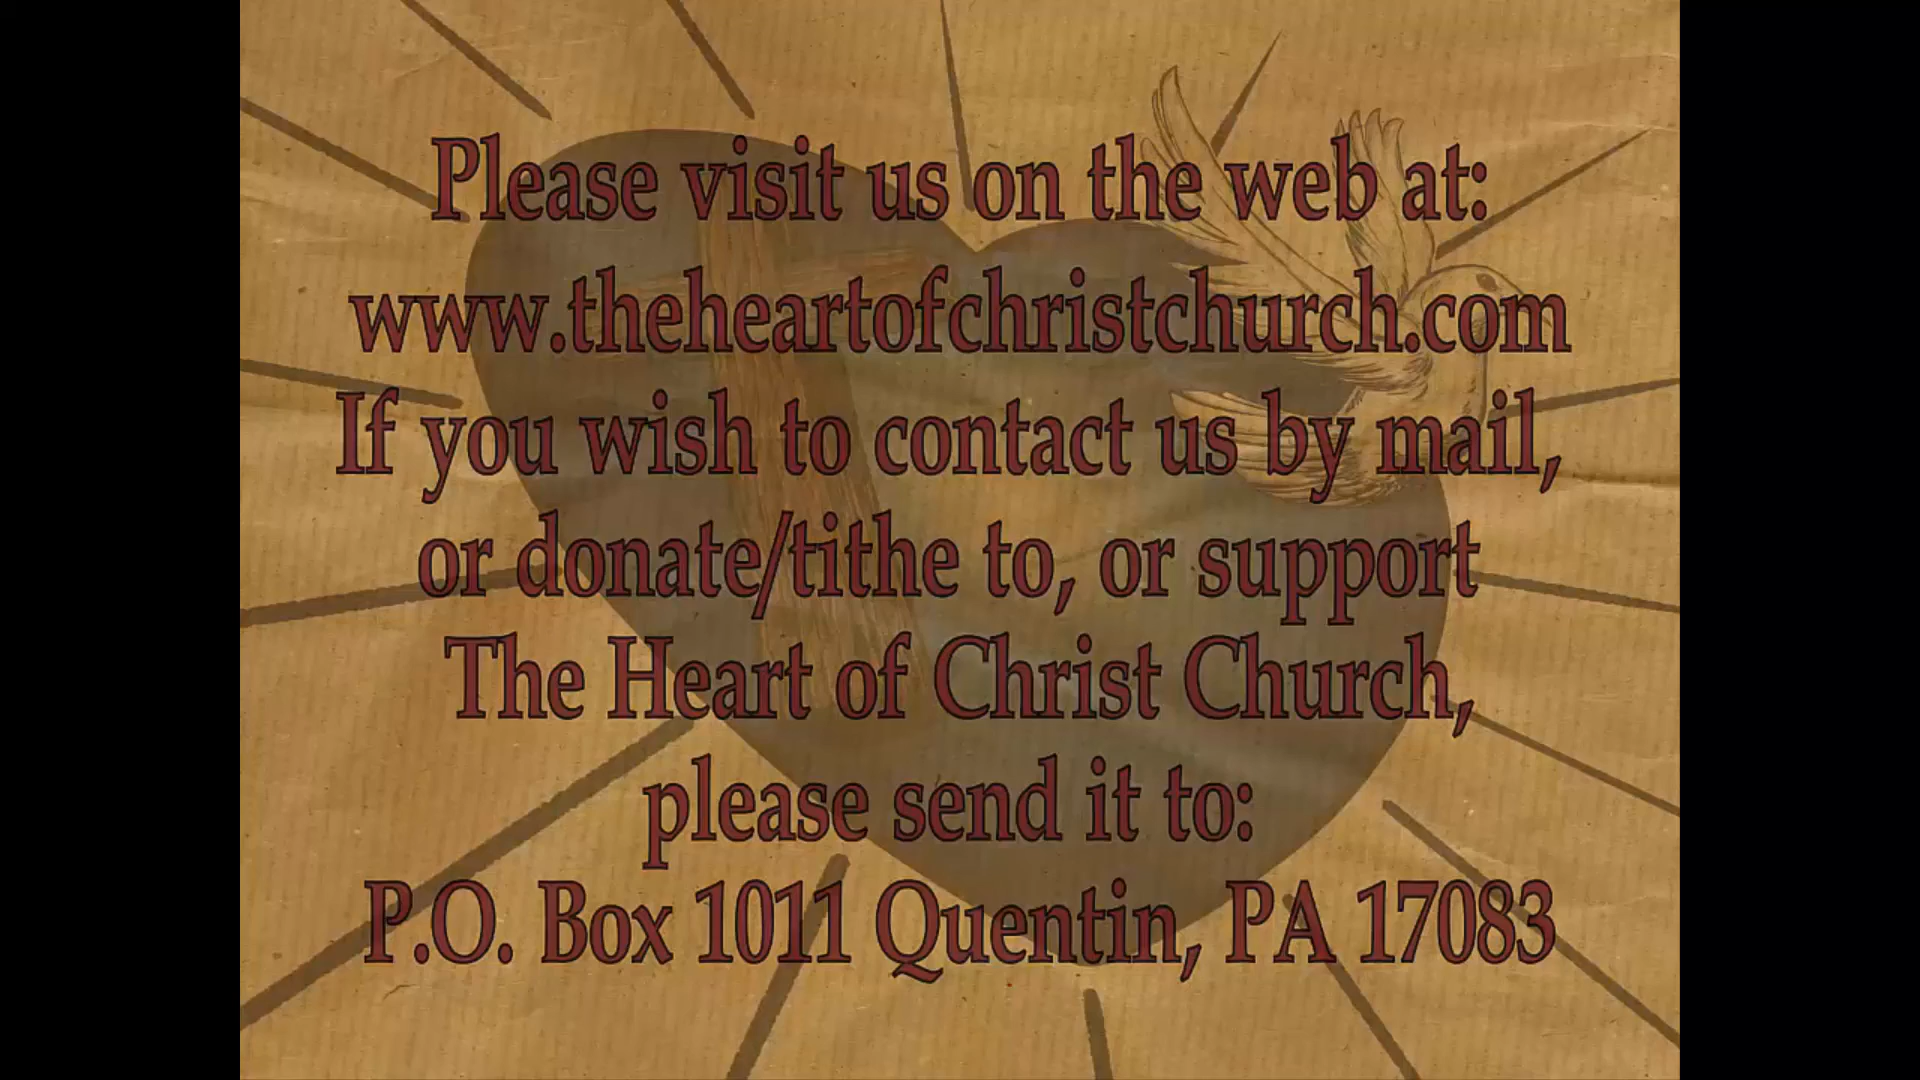 Please visit us on the web at:
www.theheartofchristchurch.com
If you wish to contact us by mail,
or donate/tithe to, or support
The Heart of Christ Church,
please send it to:
P.O. Box 1011 Quentin, PA 17083